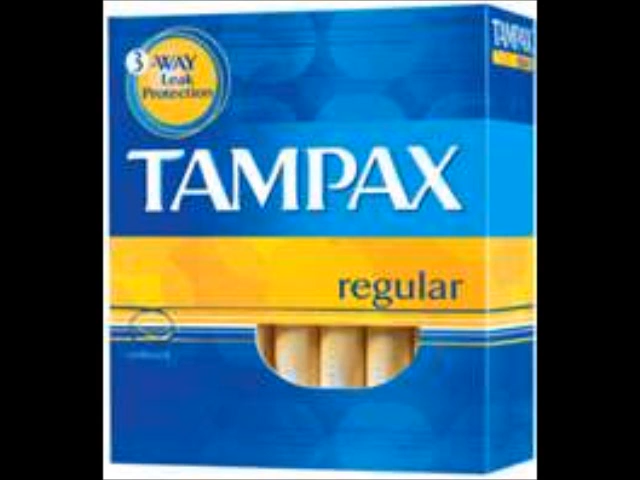 3-WAY
Leak
Protection
TAMPAX
regular
TAMPAX